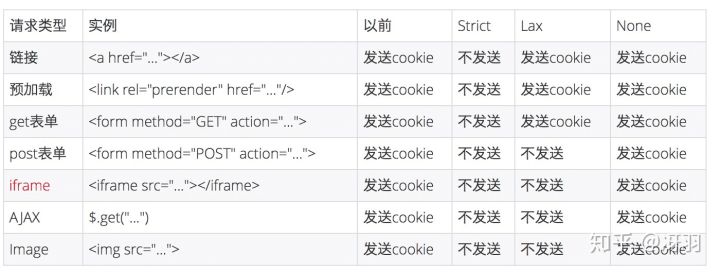 请求类型 实例 以前 Strict Lax None
链接 <a href="..."></a> 发送cookie 不发送 发送cookie 发送cookie
预加载 <link rel="prerender" href="..."/> 发送cookie 不发送 发送cookie 发送cookie
get表单 <form method="GET" action="..."> 发送cookie 不发送 发送cookie 发送cookie
post表单 <form method="POST" action="..."> 发送cookie 不发送 不发送 发送cookie
iframe <iframe src="..."></iframe> 发送cookie 不发送 不发送 发送cookie
AJAX $.get("...") 发送cookie 不发送 不发送 发送cookie
Image <img src="..."> 发送cookie 不发送 不发送 发送cookie
知乎 @冴羽